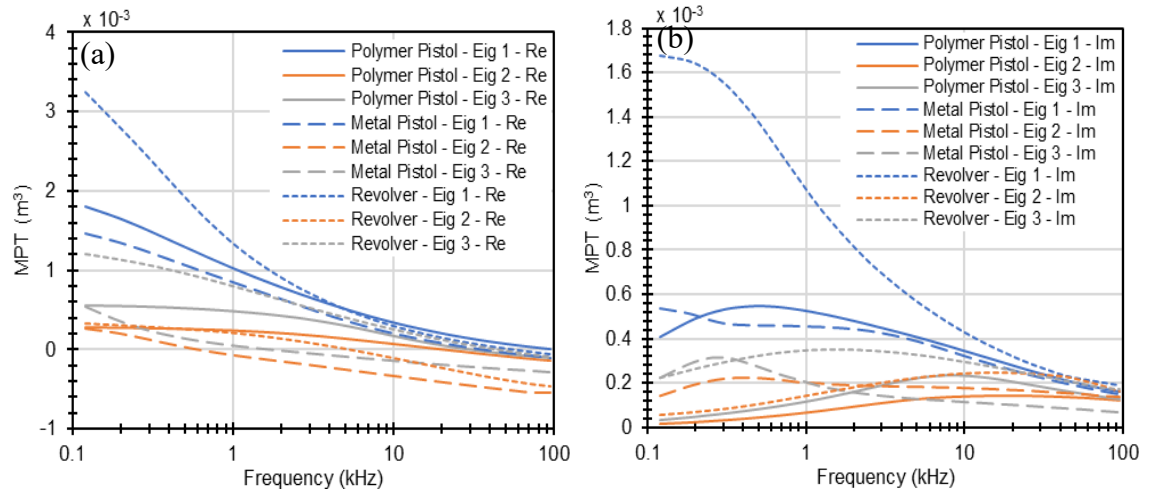 x 10⁻³
(a)
4
3
2
1
0
-1
MPT (m³)
0.1 1 10 100
Frequency (kHz)
Polymer Pistol - Eig 1 - Re
Polymer Pistol - Eig 2 - Re
Polymer Pistol - Eig 3 - Re
Metal Pistol - Eig 1 - Re
Metal Pistol - Eig 2 - Re
Metal Pistol - Eig 3 - Re
Revolver - Eig 1 - Re
Revolver - Eig 2 - Re
Revolver - Eig 3 - Re
x 10⁻³
(b)
1.8
1.6
1.4
1.2
1
0.8
0.6
0.4
0.2
0
MPT (m³)
0.1 1 10 100
Frequency (kHz)
Polymer Pistol - Eig 1 - Im
Polymer Pistol - Eig 2 - Im
Polymer Pistol - Eig 3 - Im
Metal Pistol - Eig 1 - Im
Metal Pistol - Eig 2 - Im
Metal Pistol - Eig 3 - Im
Revolver - Eig 1 - Im
Revolver - Eig 2 - Im
Revolver - Eig 3 - Im